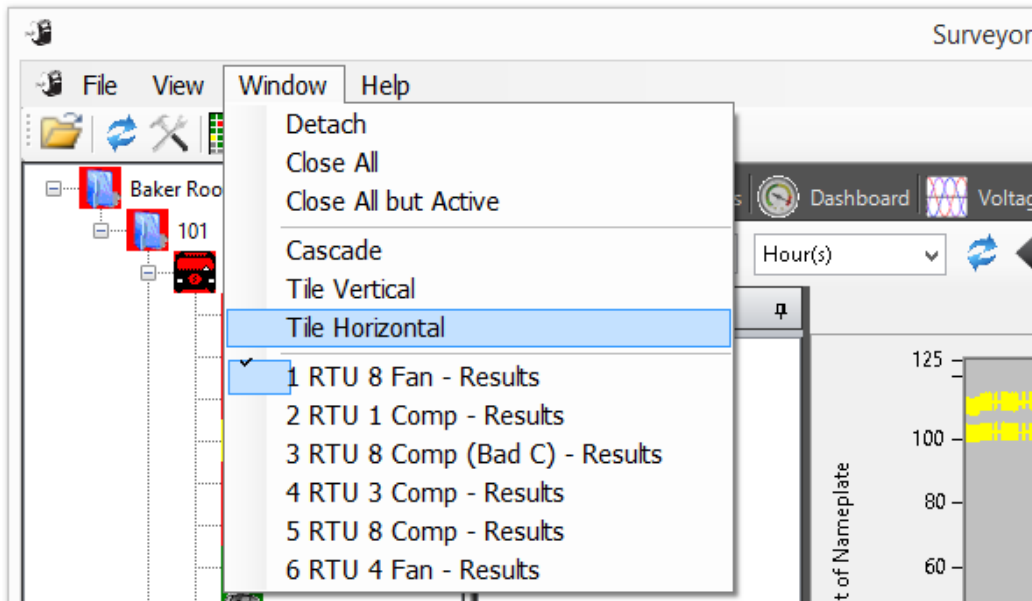 Surveyor
File View Window Help
Detach
Close All
Close All but Active
Cascade
Tile Vertical
Tile Horizontal
1 RTU 8 Fan - Results
2 RTU 1 Comp - Results
3 RTU 8 Comp (Bad C) - Results
4 RTU 3 Comp - Results
5 RTU 8 Comp - Results
6 RTU 4 Fan - Results
Baker Roo
101
s Dashboard Voltag
Hour(s)
125
100
80
60
t of Nameplate